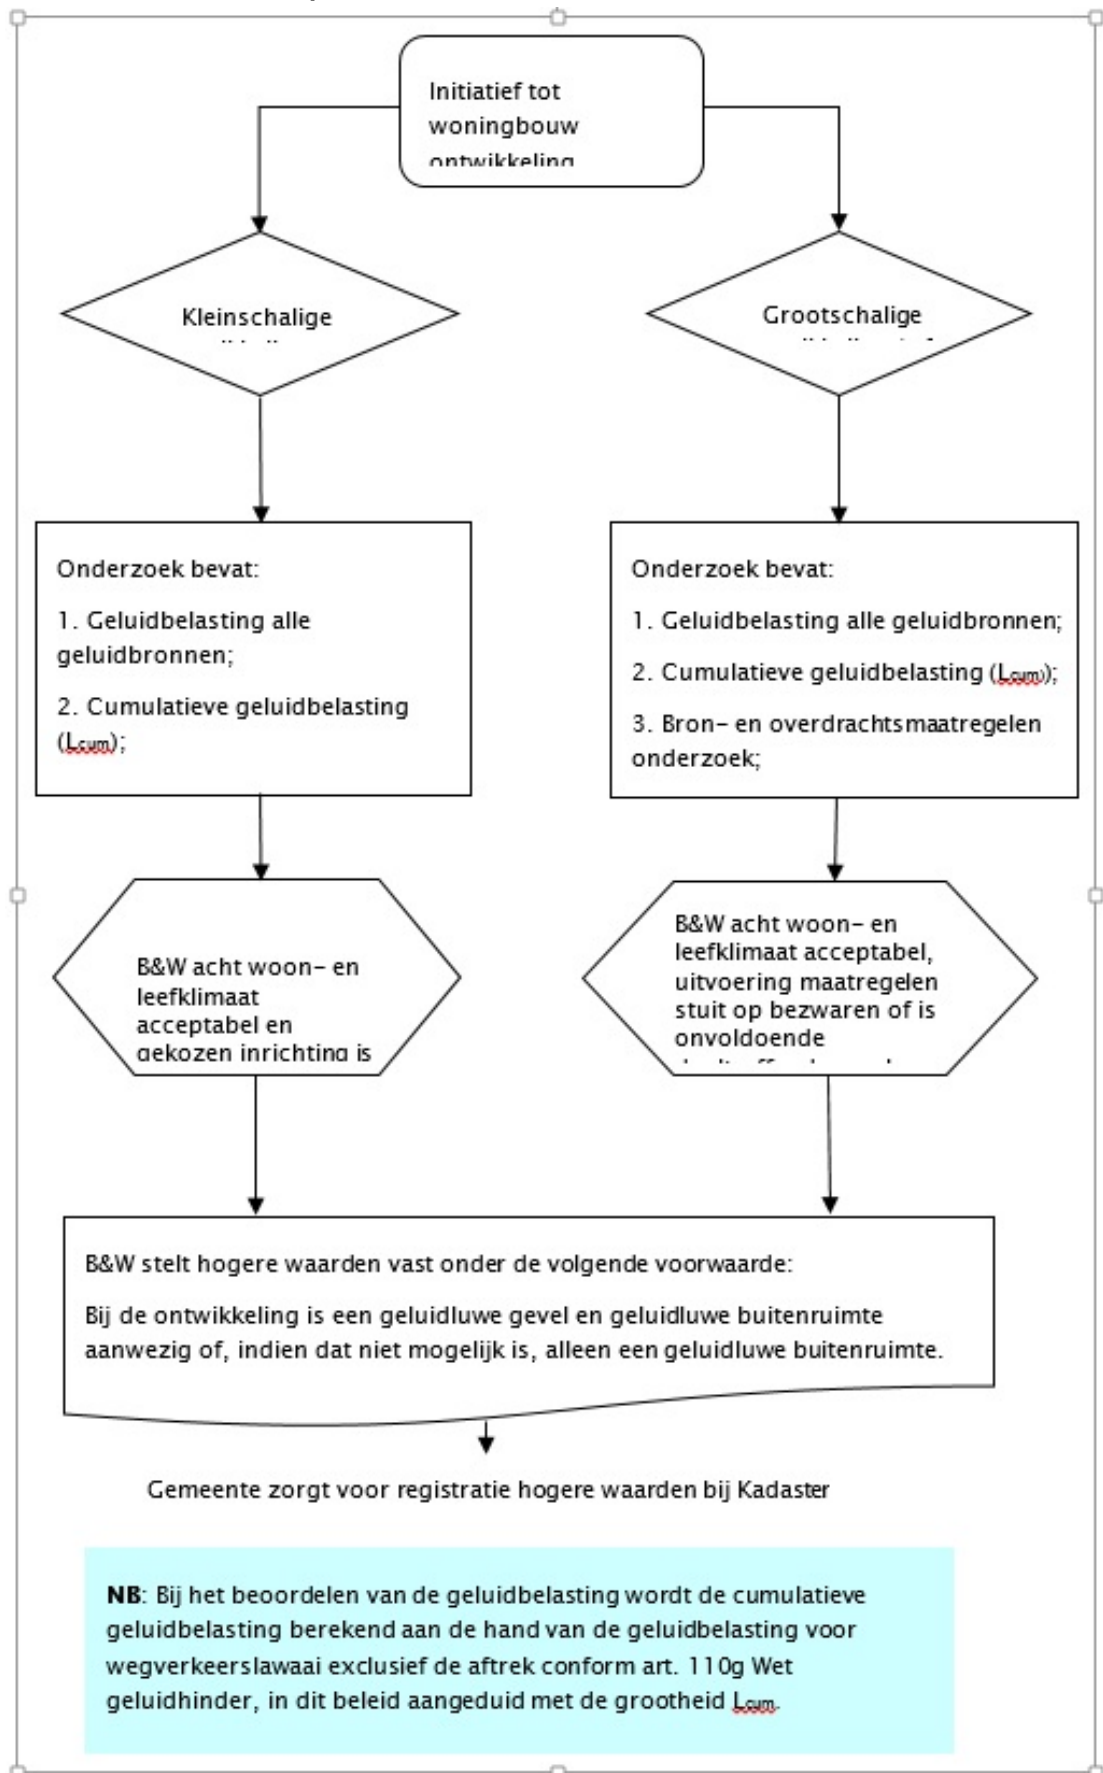 Initiatief tot
woningbouw
ontwikkeling
Kleinschalige
Grootschalige
Onderzoek bevat:
1. Geluidbelasting alle
geluidbronnen;
2. Cumulatieve geluidbelasting
(Lcum);
Onderzoek bevat:
1. Geluidbelasting alle geluidbronnen;
2. Cumulatieve geluidbelasting (Lcum));
3. Bron- en overdrachtsmaatregelen
onderzoek;
B&W acht woon- en
leefklimaat
acceptabel en
gekozen inrichting is
B&W acht woon- en
leefklimaat acceptabel,
uitvoering maatregelen
stuit op bezwaren of is
onvoldoende
B&W stelt hogere waarden vast onder de volgende voorwaarde:
Bij de ontwikkeling is een geluidluwe gevel en geluidluwe buitenruimte
aanwezig of, indien dat niet mogelijk is, alleen een geluidluwe buitenruimte.
Gemeente zorgt voor registratie hogere waarden bij Kadaster
NB: Bij het beoordelen van de geluidbelasting wordt de cumulatieve
geluidbelasting berekend aan de hand van de geluidbelasting voor
wegverkeerslawaai exclusief de aftrek conform art. 110g Wet
geluidhinder, in dit beleid aangeduid met de grootheid Lcum.